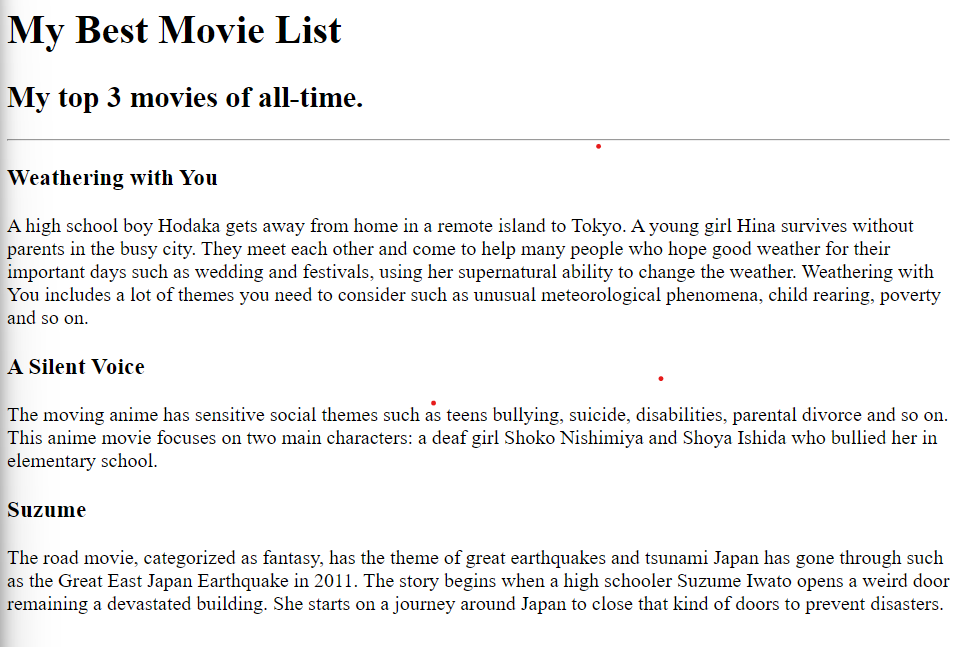 My Best Movie List
My top 3 movies of all-time.
Weathering with You
A high school boy Hodaka gets away from home in a remote island to Tokyo. A young girl Hina survives without
parents in the busy city. They meet each other and come to help many people who hope good weather for their
important days such as wedding and festivals, using her supernatural ability to change the weather. Weathering with
You includes a lot of themes you need to consider such as unusual meteorological phenomena, child rearing, poverty
and so on.
A Silent Voice
The moving anime has sensitive social themes such as teens bullying, suicide, disabilities, parental divorce and so on.
This anime movie focuses on two main characters: a deaf girl Shoko Nishimiya and Shoya Ishida who bullied her in
elementary school.
Suzume
The road movie, categorized as fantasy, has the theme of great earthquakes and tsunami Japan has gone through such
as the Great East Japan Earthquake in 2011. The story begins when a high schooler Suzume Iwato opens a weird door
remaining a devastated building. She starts on a journey around Japan to close that kind of doors to prevent disasters.